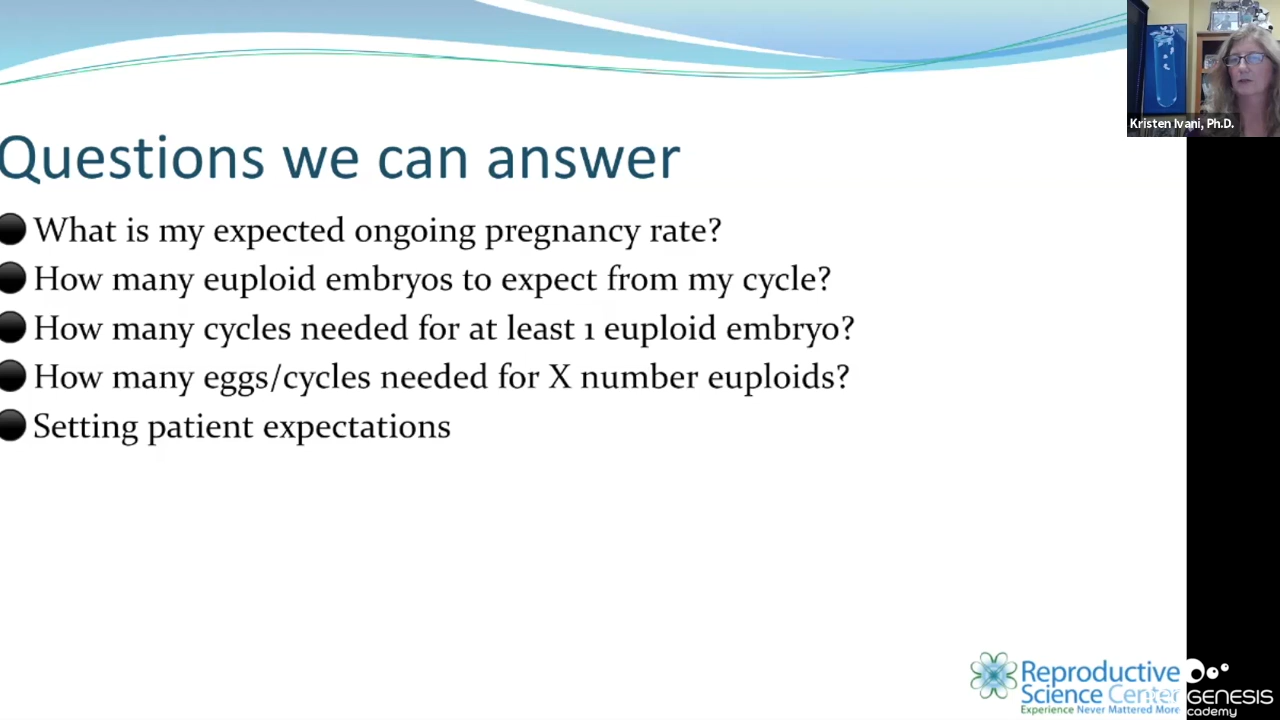 Kristen Ivani, Ph.D.
Questions we can answer
What is my expected ongoing pregnancy rate?
How many euploid embryos to expect from my cycle?
How many cycles needed for at least 1 euploid embryo?
How many eggs/cycles needed for X number euploids?
Setting patient expectations
Reproductive
Science Center
Experience Never Mattered More
GENESIS
cademy